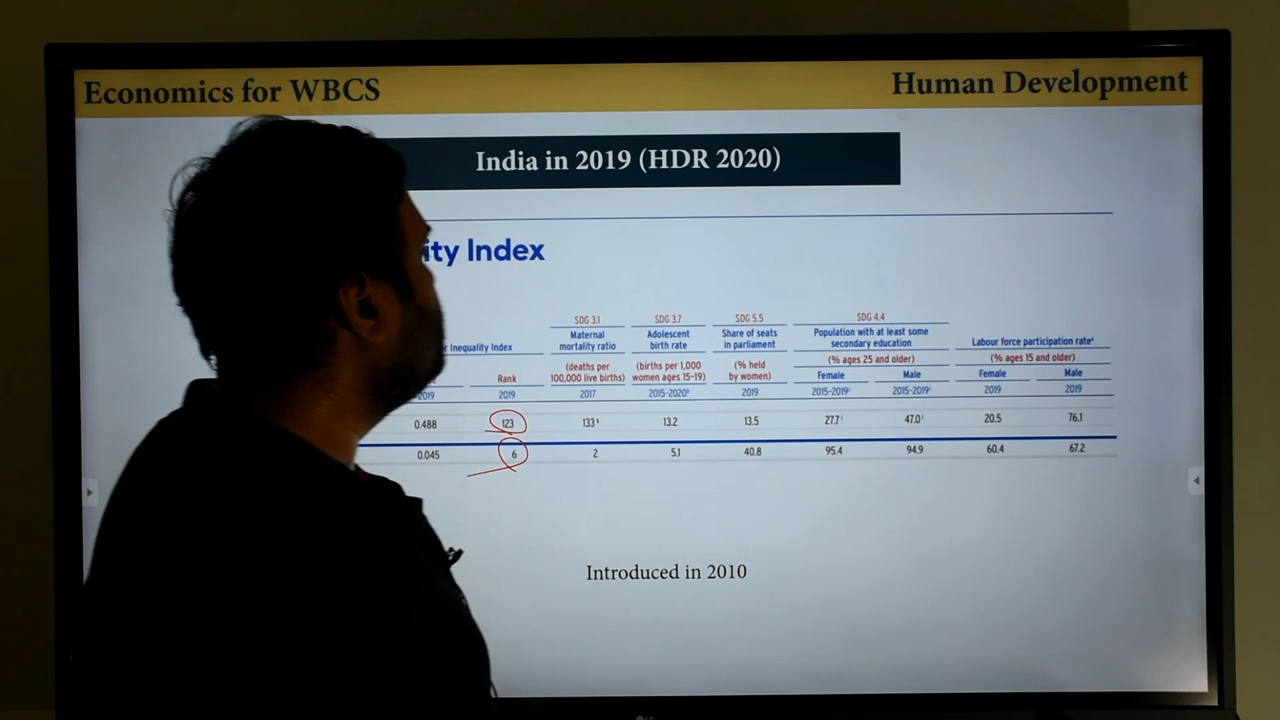 Economics for WBCS
Human Development
India in 2019 (HDR 2020)
ity Index
SDG 3.1 SDG 3.7 SDG 5.5 SDG 4.4
r Inequality Index
Maternal mortality ratio
Adolescent birth rate
Share of seats in parliament
Population with at least some secondary education
Labour force participation rateᵃ
(deaths per 100,000 live births)
(births per 1,000 women ages 15-19)
(% held by women)
(% ages 25 and older)
(% ages 15 and older)
Rank Female Male Female Male
2019 2019 2017 2015-2020ᵇ 2019 2015-2019ᶜ 2015-2019ᶜ 2019 2019
0.488 123 133 13.2 13.5 27.7 47.0 20.5 76.1
0.045 6 2 5.1 40.8 95.4 94.9 60.4 67.2
Introduced in 2010
LG